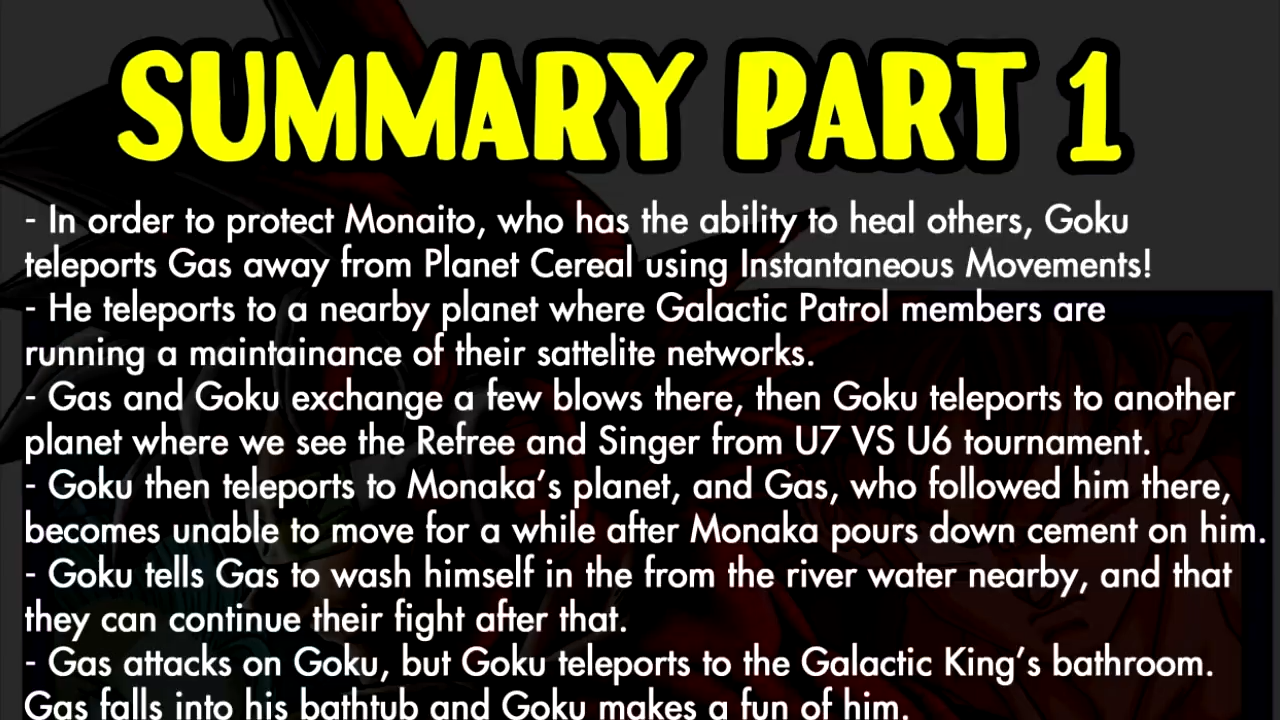 SUMMARY PART 1
- In order to protect Monaito, who has the ability to heal others, Goku
teleports Gas away from Planet Cereal using Instantaneous Movements!
- He teleports to a nearby planet where Galactic Patrol members are
running a maintainance of their sattelite networks.
- Gas and Goku exchange a few blows there, then Goku teleports to another
planet where we see the Refree and Singer from U7 VS U6 tournament.
- Goku then teleports to Monaka’s planet, and Gas, who followed him there,
becomes unable to move for a while after Monaka pours down cement on him.
- Goku tells Gas to wash himself in the from the river water nearby, and that
they can continue their fight after that.
- Gas attacks on Goku, but Goku teleports to the Galactic King’s bathroom.
Gas falls into his bathtub and Goku makes a fun of him.